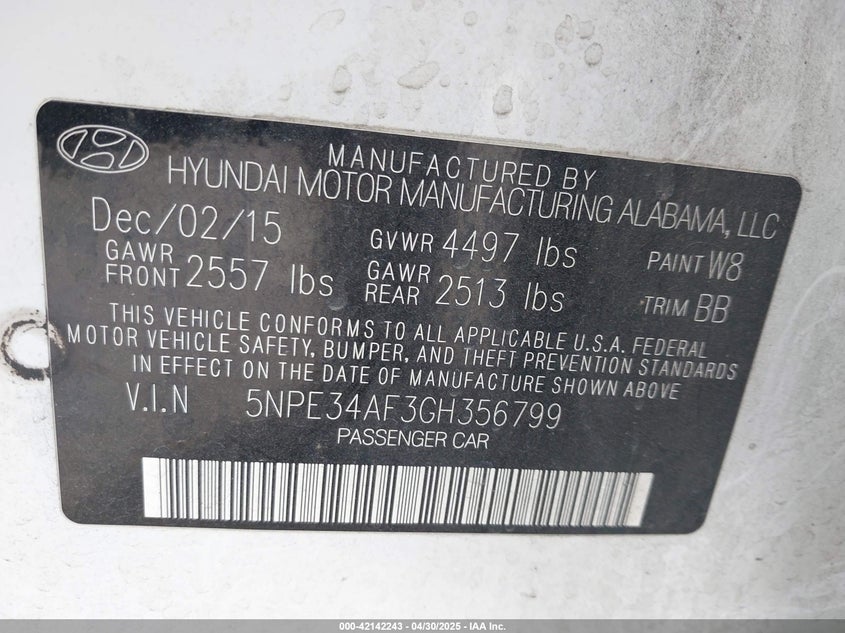 MANUFACTURED BY
HYUNDAI MOTOR MANUFACTURING ALABAMA, LLC
Dec/02/15 GVWR 4497 lbs PAINT W8
GAWR FRONT 2557 lbs GAWR REAR 2513 lbs TRIM BB
THIS VEHICLE CONFORMS TO ALL APPLICABLE U.S.A. FEDERAL
MOTOR VEHICLE SAFETY, BUMPER, AND THEFT PREVENTION STANDARDS
IN EFFECT ON THE DATE OF MANUFACTURE SHOWN ABOVE
V.I.N 5NPE34AF3GH356799
PASSENGER CAR
000-42142243 - 04/30/2025 - IAA Inc.